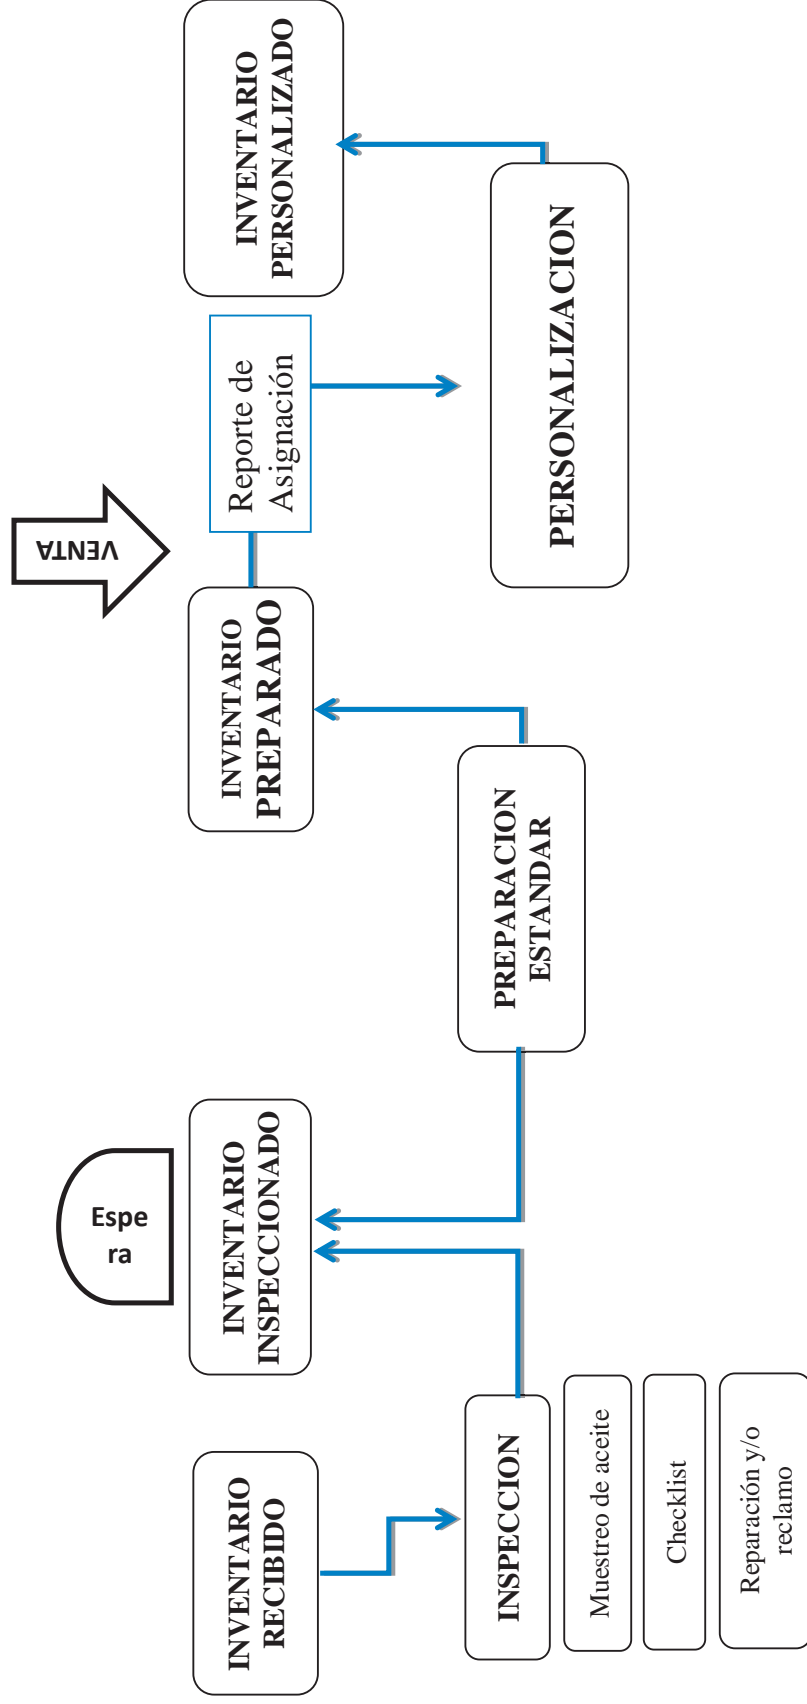 INVENTARIO
RECIBIDO
INSPECCION
Muestreo de aceite
Checklist
Reparación y/o
reclamo
Espe
ra
INVENTARIO
INSPECCIONADO
PREPARACION
ESTANDAR
INVENTARIO
PREPARADO
VENTA
Reporte de
Asignación
PERSONALIZACION
INVENTARIO
PERSONALIZADO